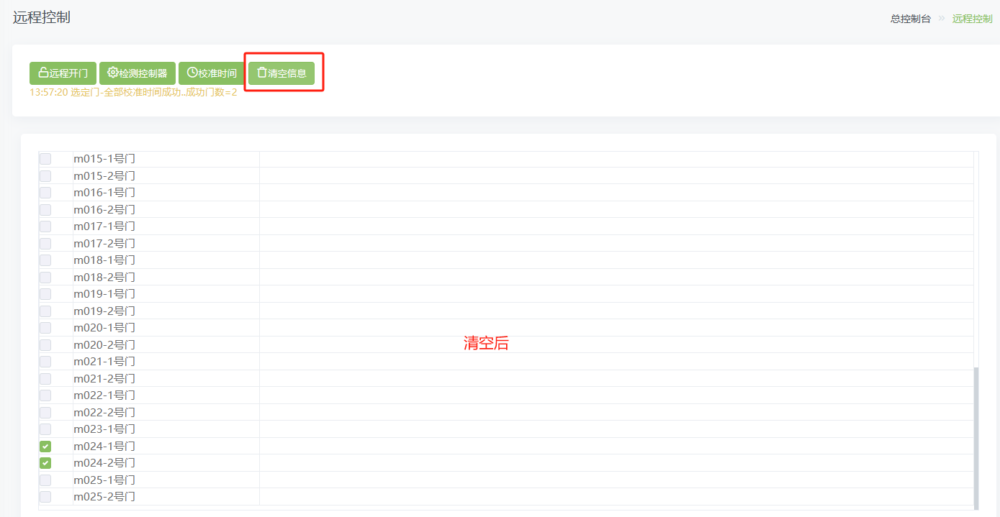 远程控制
总控制台 » 远程控制
远程开门 检测控制器 校准时间 清空信息
13:57:20 选定门-全部校准时间成功..成功门数=2
m015-1号门
m015-2号门
m016-1号门
m016-2号门
m017-1号门
m017-2号门
m018-1号门
m018-2号门
m019-1号门
m019-2号门
m020-1号门
m020-2号门
清空后
m021-1号门
m021-2号门
m022-1号门
m022-2号门
m023-1号门
m024-1号门
m024-2号门
m025-1号门
m025-2号门